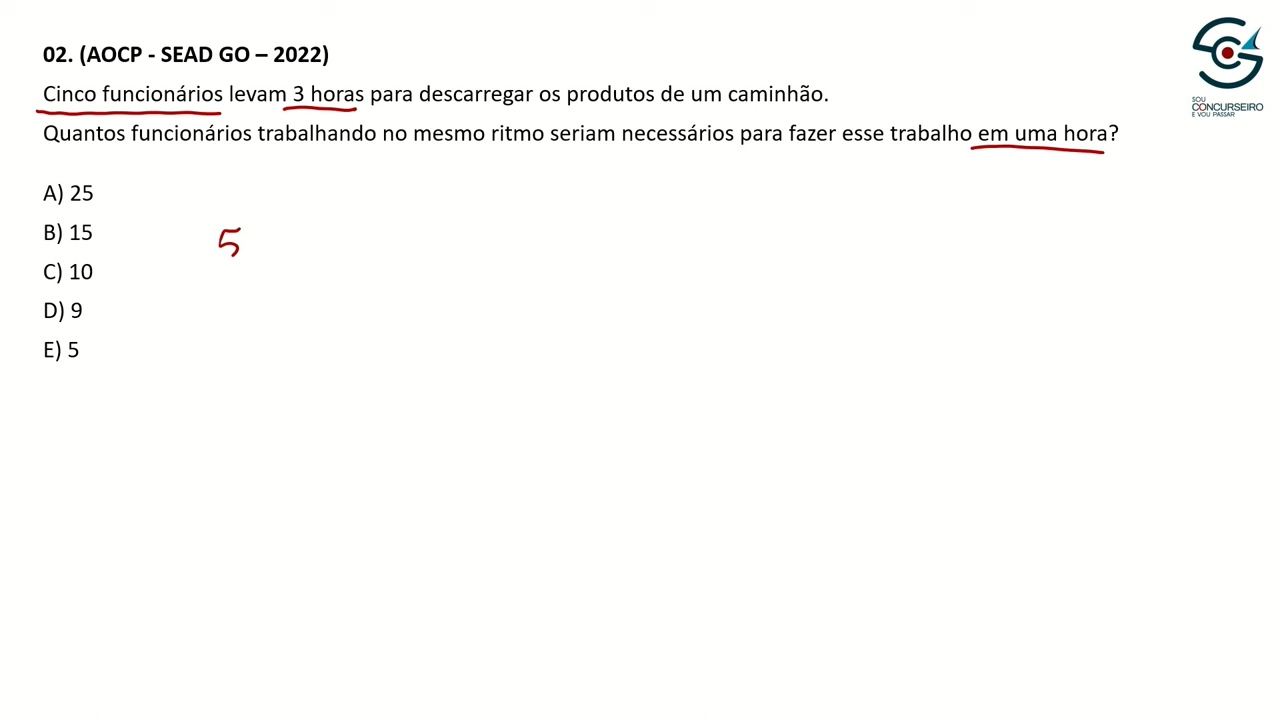 02. (AOCP - SEAD GO – 2022)
Cinco funcionários levam 3 horas para descarregar os produtos de um caminhão.
Quantos funcionários trabalhando no mesmo ritmo seriam necessários para fazer esse trabalho em uma hora?
A) 25
B) 15
5
C) 10
D) 9
E) 5
SOU
CONCURSEIRO
E VOU PASSAR